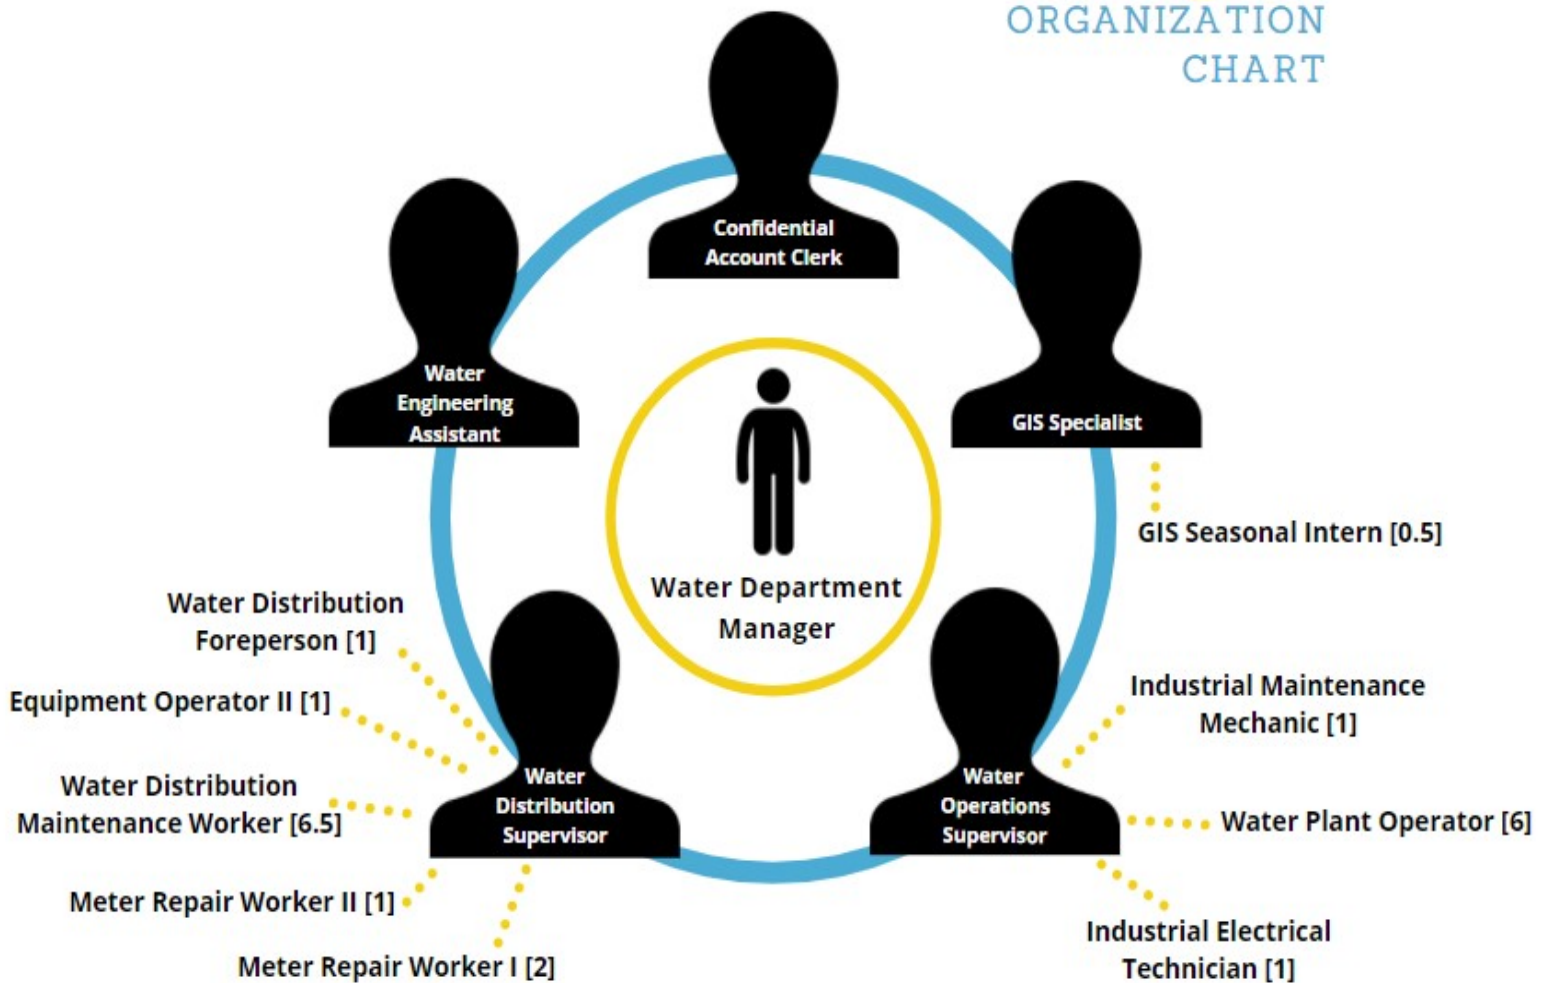 ORGANIZATION
CHART
Confidential
Account Clerk
Water
Engineering
Assistant
GIS Specialist
GIS Seasonal Intern [0.5]
Water Department
Manager
Water Distribution
Foreperson [1]
Equipment Operator II [1]
Water Distribution
Maintenance Worker [6.5]
Meter Repair Worker II [1]
Meter Repair Worker I [2]
Water
Distribution
Supervisor
Water
Operations
Supervisor
Industrial Maintenance
Mechanic [1]
Water Plant Operator [6]
Industrial Electrical
Technician [1]